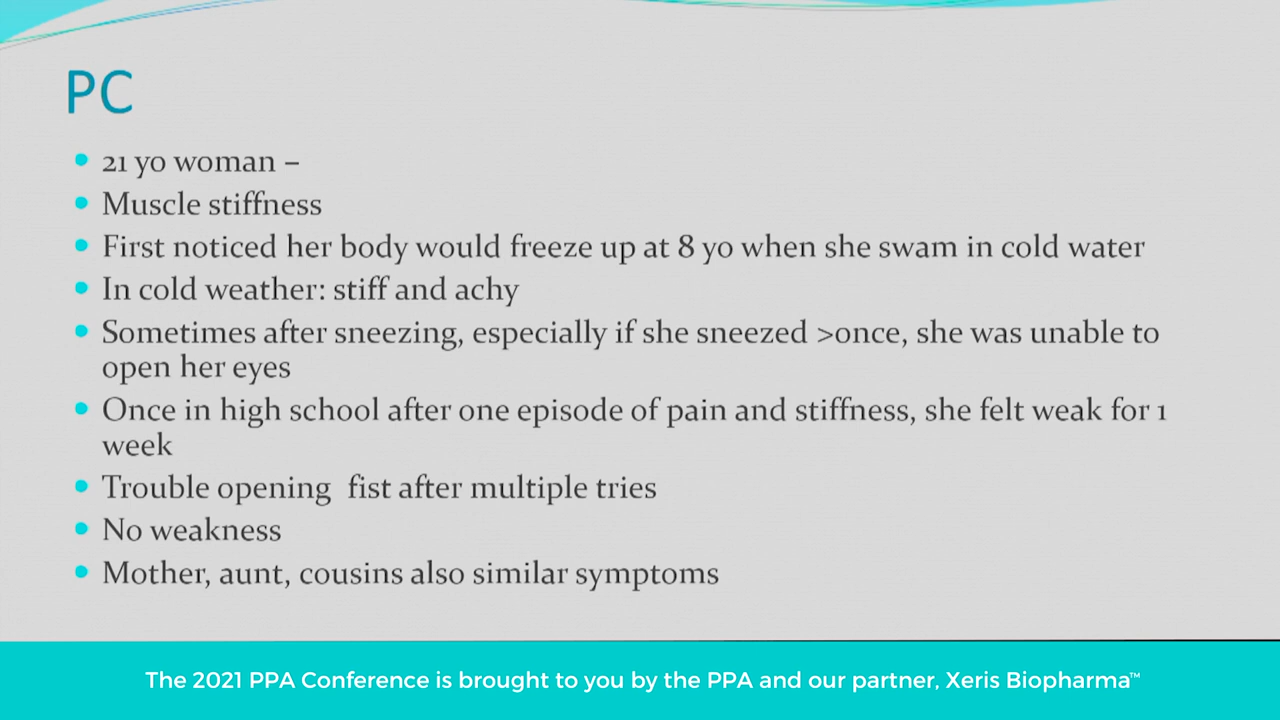 PC
21 yo woman –
Muscle stiffness
First noticed her body would freeze up at 8 yo when she swam in cold water
In cold weather: stiff and achy
Sometimes after sneezing, especially if she sneezed >once, she was unable to
open her eyes
Once in high school after one episode of pain and stiffness, she felt weak for 1
week
Trouble opening  fist after multiple tries
No weakness
Mother, aunt, cousins also similar symptoms
The 2021 PPA Conference is brought to you by the PPA and our partner, Xeris Biopharma™